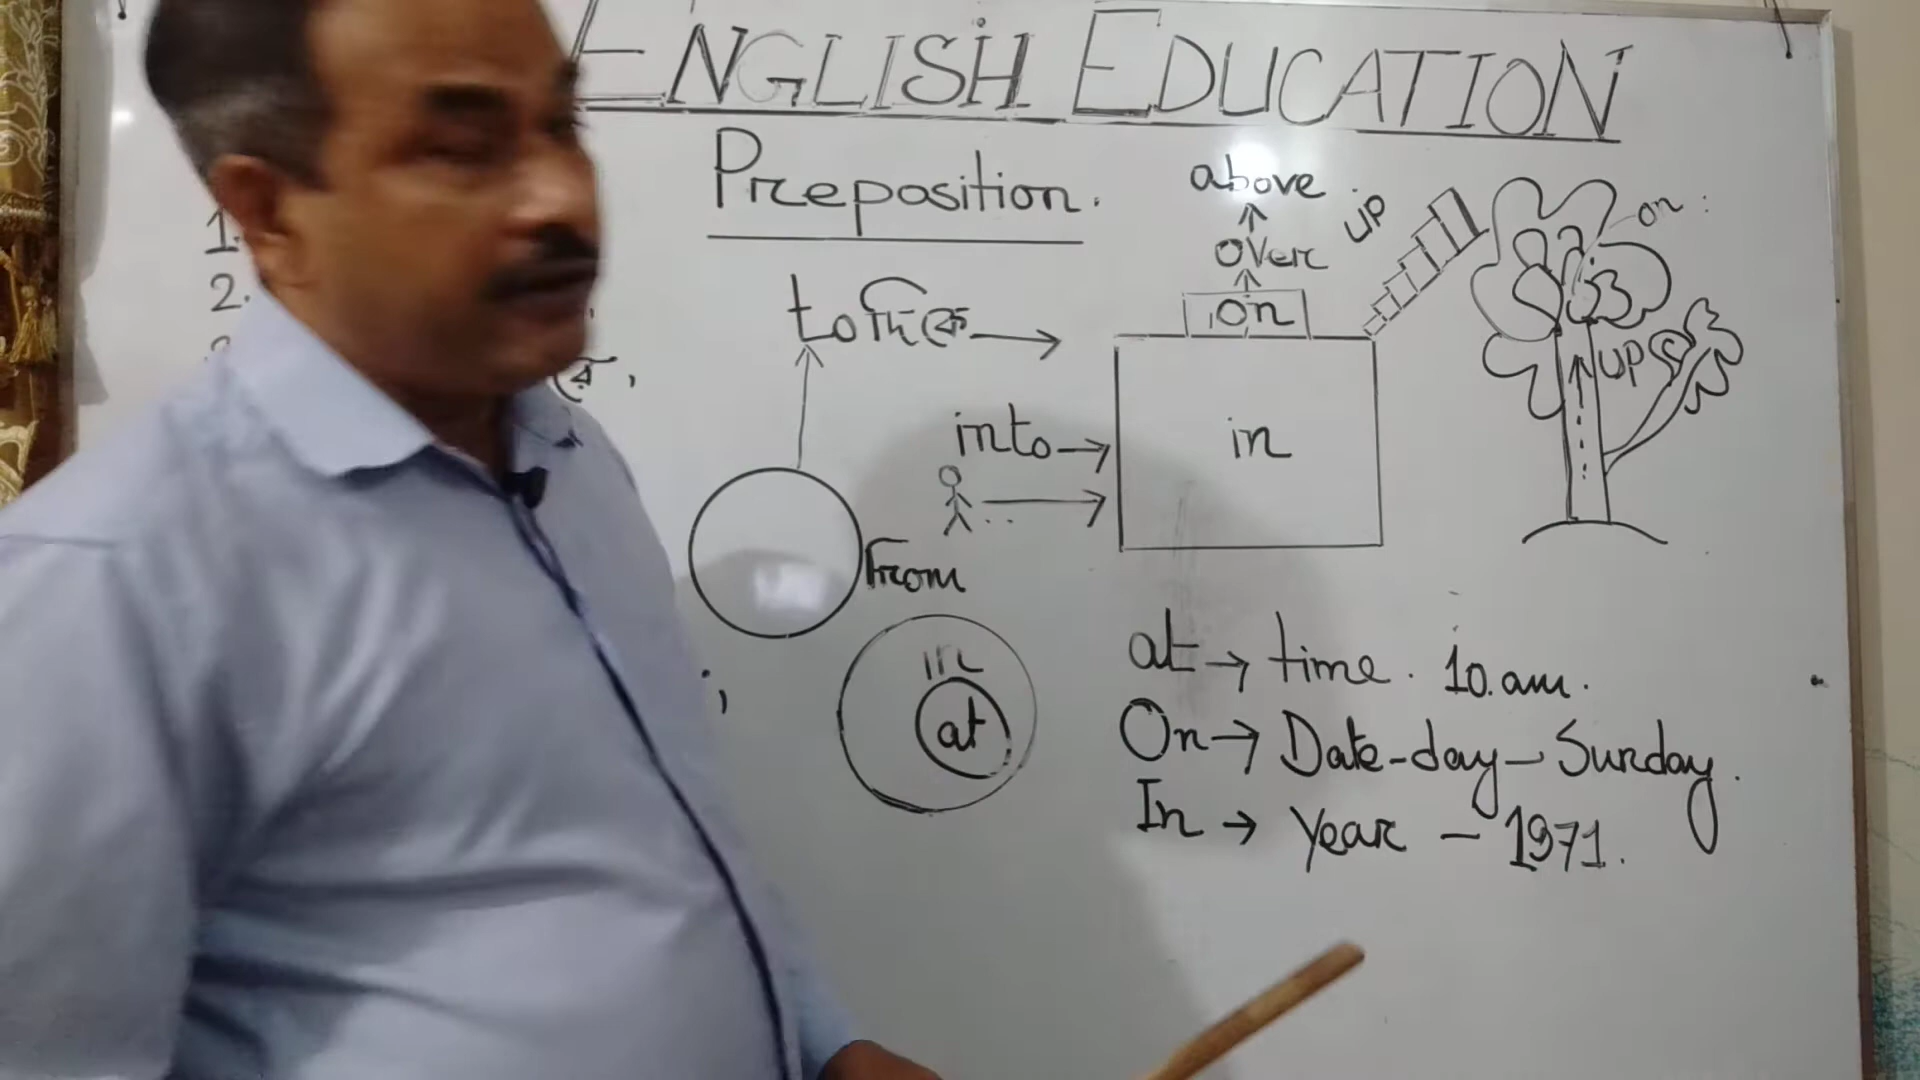 ENGLISH EDUCATION
Preposition.
1.
2.
above
over
on
up
on
UPS
to দিকে
into
in
From
in
at
at → time. 10.am.
On → Date-day-Sunday.
In → Year - 1971.